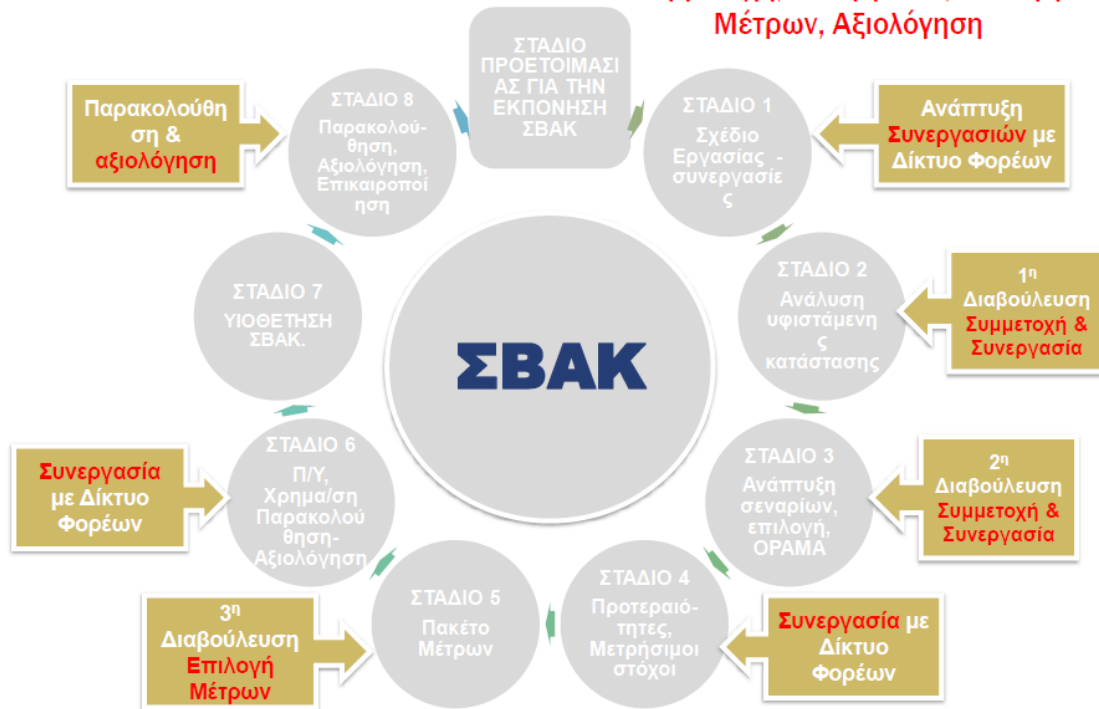 Μέτρων, Αξιολόγηση
ΣΤΑΔΙΟ
ΠΡΟΕΤΟΙΜΑΣΙ
ΑΣ ΓΙΑ ΤΗΝ
ΕΚΠΟΝΗΣΗ
ΣΒΑΚ
ΣΤΑΔΙΟ 1
Σχέδιο
Εργασίας -
συνεργασίε
ς
Ανάπτυξη
Συνεργασιών με
Δίκτυο Φορέων
ΣΤΑΔΙΟ 2
Ανάλυση
υφιστάμενη
ς
κατάστασης
1η
Διαβούλευση
Συμμετοχή &
Συνεργασία
ΣΤΑΔΙΟ 3
Ανάπτυξη
σεναρίων,
επιλογή,
ΟΡΑΜΑ
2η
Διαβούλευση
Συμμετοχή &
Συνεργασία
ΣΤΑΔΙΟ 4
Προτεραιό-
τητες,
Μετρήσιμοι
στόχοι
Συνεργασία με
Δίκτυο
Φορέων
ΣΤΑΔΙΟ 5
Πακέτο
Μέτρων
3η
Διαβούλευση
Επιλογή
Μέτρων
ΣΤΑΔΙΟ 6
Π/Υ,
Χρημα/ση
Παρακολού
θηση-
Αξιολόγηση
Συνεργασία
με Δίκτυο
Φορέων
ΣΤΑΔΙΟ 7
ΥΙΟΘΕΤΗΣΗ
ΣΒΑΚ.
ΣΤΑΔΙΟ 8
Παρακολού-
θηση,
Αξιολόγηση,
Επικαιροποί
ηση
Παρακολούθη
ση &
αξιολόγηση
ΣΒΑΚ